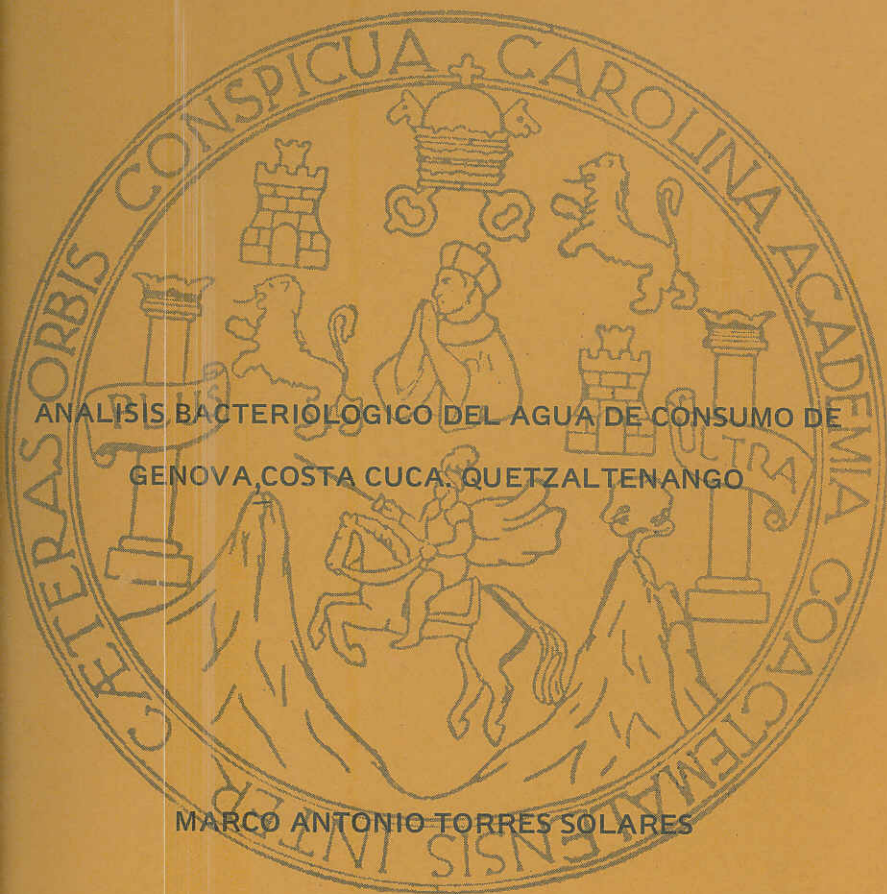 CÆTERAS ORBIS CONSPICUA CAROLINA ACADEMIA COACTEMALENSIS INTER
PLUS
ULTRA
ANALISIS BACTERIOLOGICO DEL AGUA DE CONSUMO DE
GENOVA, COSTA CUCA. QUETZALTENANGO
MARCO ANTONIO TORRES SOLARES